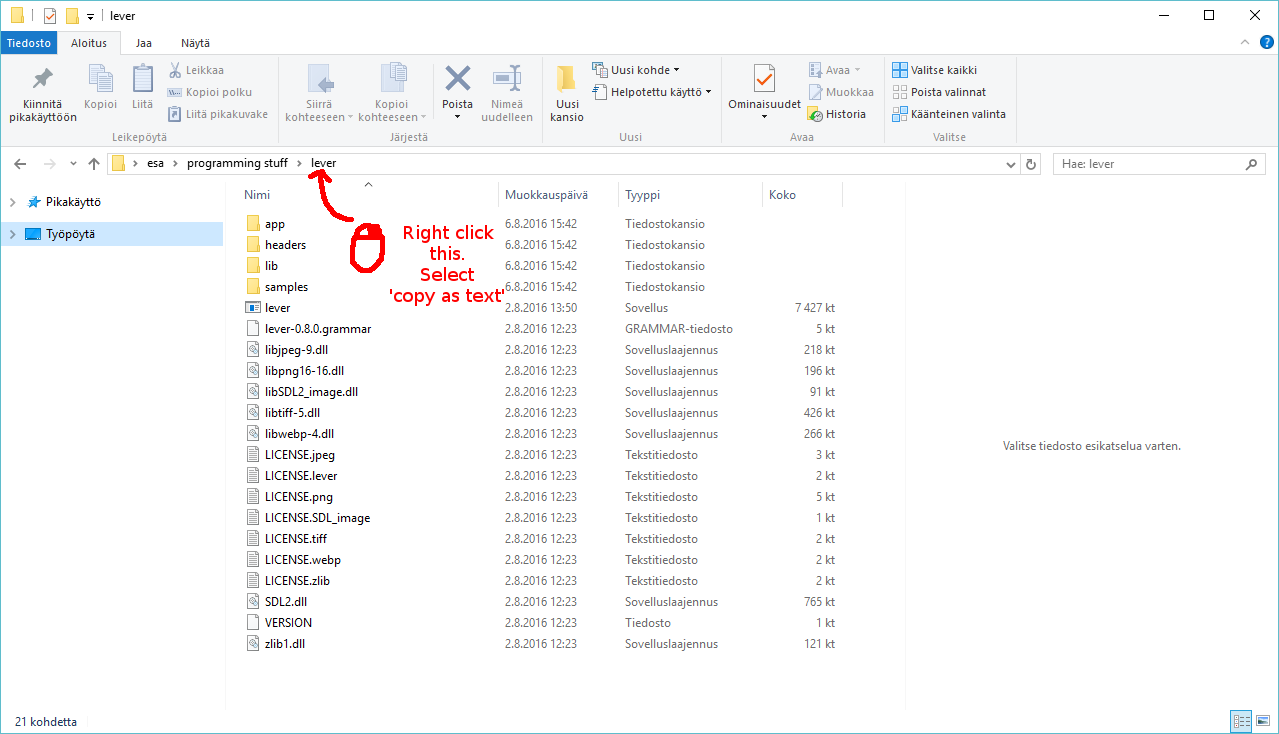 lever
Tiedosto Aloitus Jaa Näytä
Kiinnitä pikakäyttöön
Kopioi
Liitä
Leikkaa
Kopioi polku
Liitä pikakuvake
Leikepöytä
Siirrä kohteeseen
Kopioi kohteeseen
Poista
Nimeä uudelleen
Järjestä
Uusi kansio
Uusi kohde
Helpotettu käyttö
Uusi
Ominaisuudet
Avaa
Muokkaa
Historia
Avaa
Valitse kaikki
Poista valinnat
Käänteinen valinta
Valitse
esa programming stuff lever
Hae: lever
Pikakäyttö
Työpöytä
Nimi Muokkauspäivä Tyyppi Koko
app 6.8.2016 15:42 Tiedostokansio
headers 6.8.2016 15:42 Tiedostokansio
lib 6.8.2016 15:42 Tiedostokansio
samples 6.8.2016 15:42 Tiedostokansio
lever 2.8.2016 13:50 Sovellus 7 427 kt
lever-0.8.0.grammar 2.8.2016 12:23 GRAMMAR-tiedosto 5 kt
libjpeg-9.dll 2.8.2016 12:23 Sovelluslaajennus 218 kt
libpng16-16.dll 2.8.2016 12:23 Sovelluslaajennus 196 kt
libSDL2_image.dll 2.8.2016 12:23 Sovelluslaajennus 91 kt
libtiff-5.dll 2.8.2016 12:23 Sovelluslaajennus 426 kt
libwebp-4.dll 2.8.2016 12:23 Sovelluslaajennus 266 kt
LICENSE.jpeg 2.8.2016 12:23 Tekstitiedosto 3 kt
LICENSE.lever 2.8.2016 12:23 Tekstitiedosto 2 kt
LICENSE.png 2.8.2016 12:23 Tekstitiedosto 5 kt
LICENSE.SDL_image 2.8.2016 12:23 Tekstitiedosto 1 kt
LICENSE.tiff 2.8.2016 12:23 Tekstitiedosto 2 kt
LICENSE.webp 2.8.2016 12:23 Tekstitiedosto 2 kt
LICENSE.zlib 2.8.2016 12:23 Tekstitiedosto 2 kt
SDL2.dll 2.8.2016 12:23 Sovelluslaajennus 765 kt
VERSION 2.8.2016 12:23 Tiedosto 1 kt
zlib1.dll 2.8.2016 12:23 Sovelluslaajennus 121 kt
Right click
this.
Select
'copy as text'
Valitse tiedosto esikatselua varten.
21 kohdetta